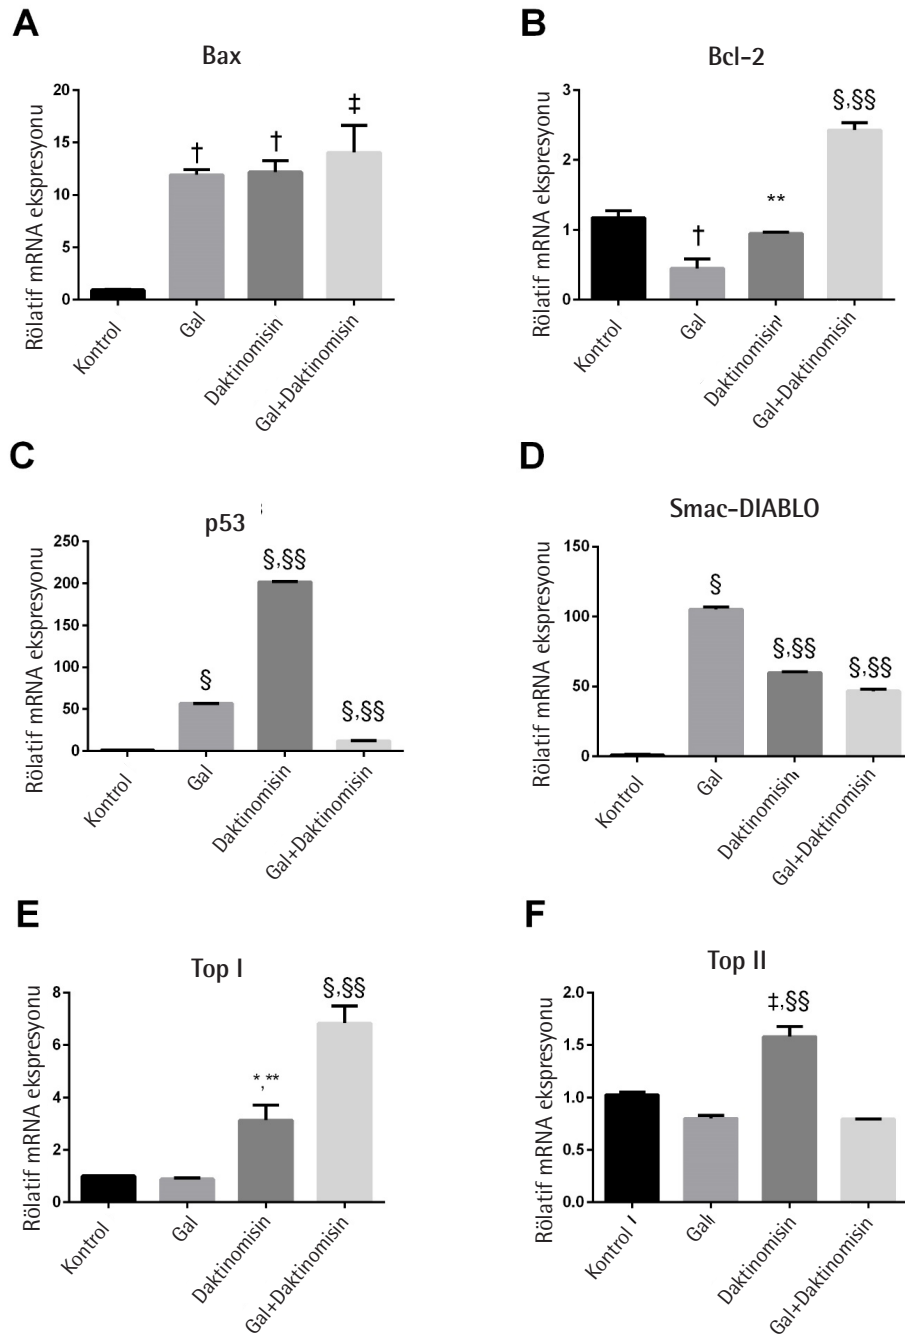 A
Bax
Rölatif mRNA ekspresyonu
20
15
10
5
0
†
†
‡
Kontrol
Gal
Daktinomisin
Gal+Daktinomisin
B
Bcl-2
Rölatif mRNA ekspresyonu
3
2
1
0
†
**
§,§§
Kontrol
Gal
Daktinomisin
Gal+Daktinomisin
C
p53
Rölatif mRNA ekspresyonu
250
200
150
100
50
0
§
§,§§
§,§§
Kontrol
Gal
Daktinomisin
Gal+Daktinomisin
D
Smac-DIABLO
Rölatif mRNA ekspresyonu
150
100
50
0
§
§,§§
§,§§
Kontrol
Gal
Daktinomisin
Gal+Daktinomisin
E
Top I
Rölatif mRNA ekspresyonu
8
6
4
2
0
*,**
§,§§
Kontrol
Gal
Daktinomisin
Gal+Daktinomisin
F
Top II
Rölatif mRNA ekspresyonu
2.0
1.5
1.0
0.5
0.0
‡,§§
Kontrol
Gal
Daktinomisin
Gal+Daktinomisin